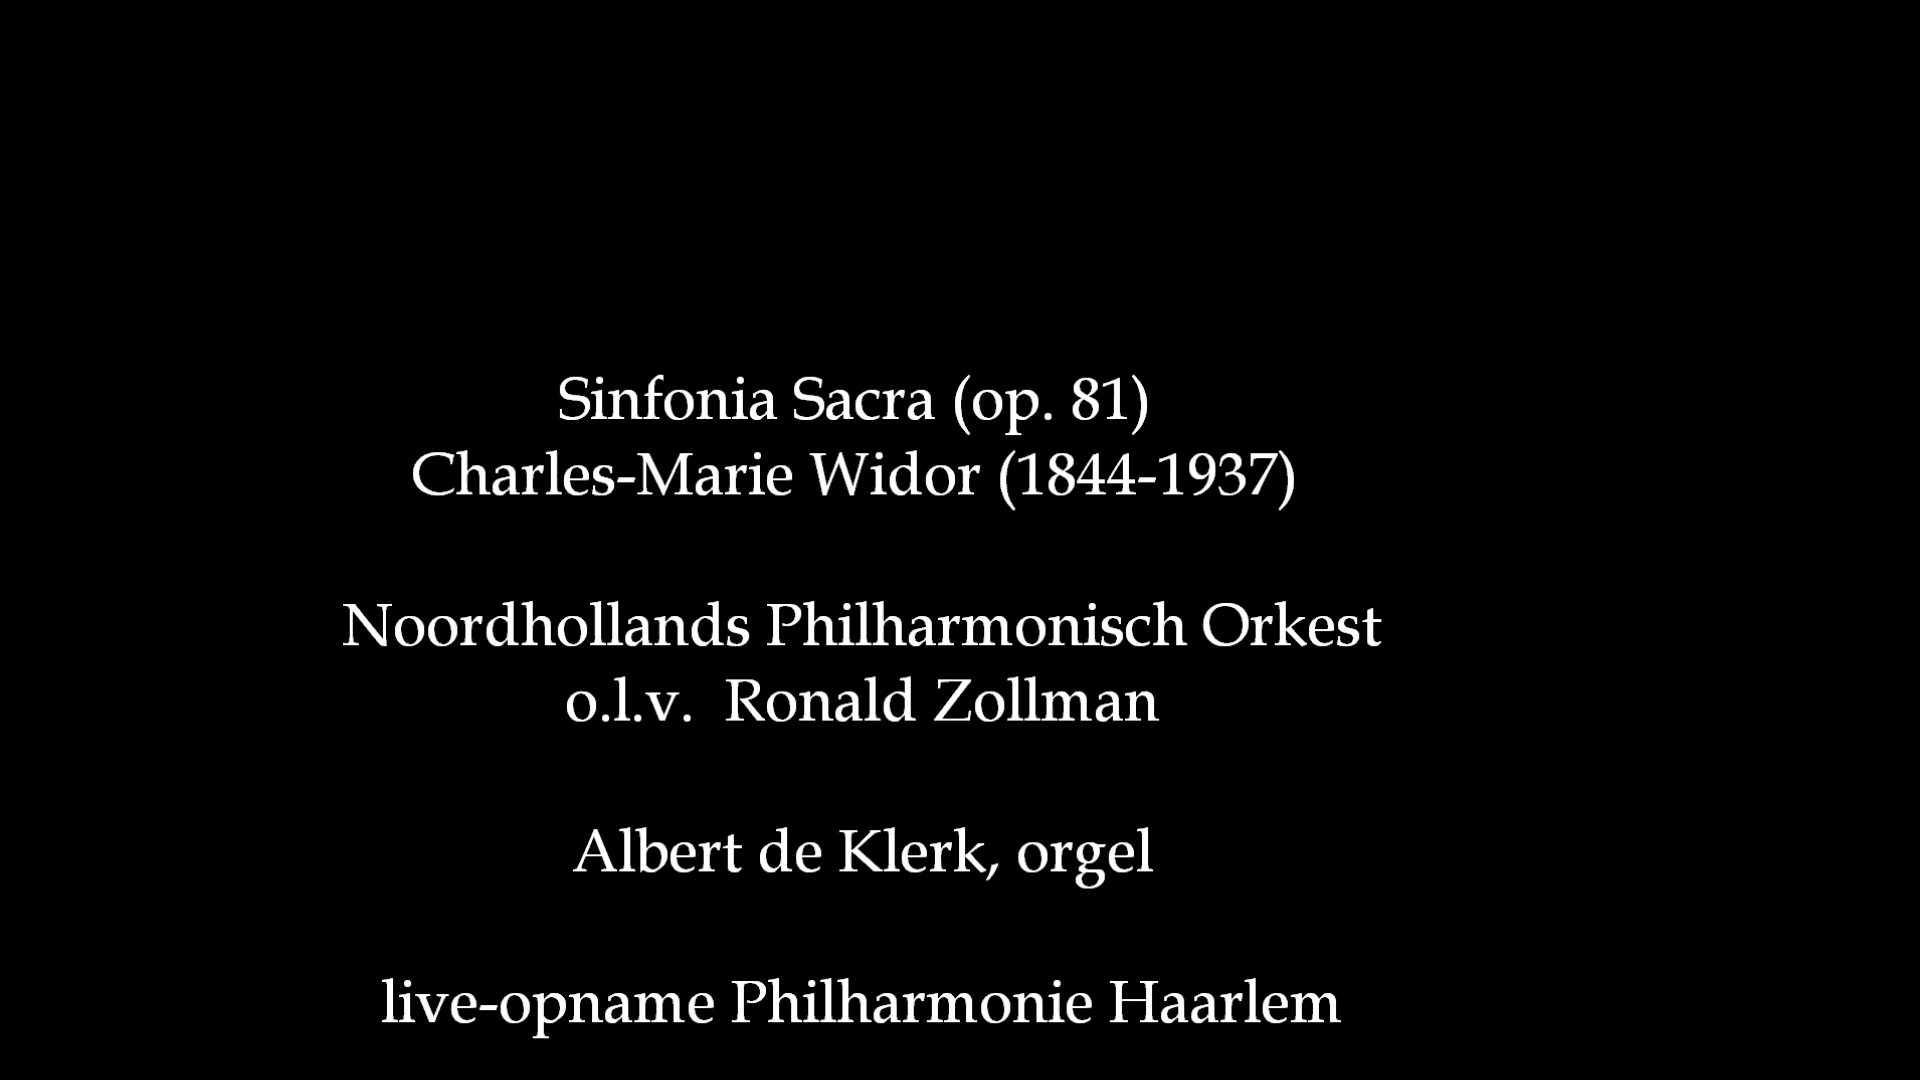 Sinfonia Sacra (op. 81)
Charles-Marie Widor (1844-1937)
Noordhollands Philharmonisch Orkest
o.l.v.  Ronald Zollman
Albert de Klerk, orgel
live-opname Philharmonie Haarlem